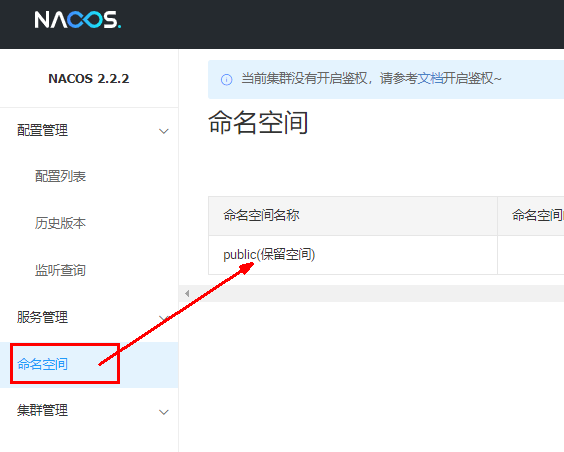 NACOS.
NACOS 2.2.2
配置管理
配置列表
历史版本
监听查询
服务管理
命名空间
集群管理
当前集群没有开启鉴权，请参考文档开启鉴权~
命名空间
命名空间名称
命名空间
public(保留空间)